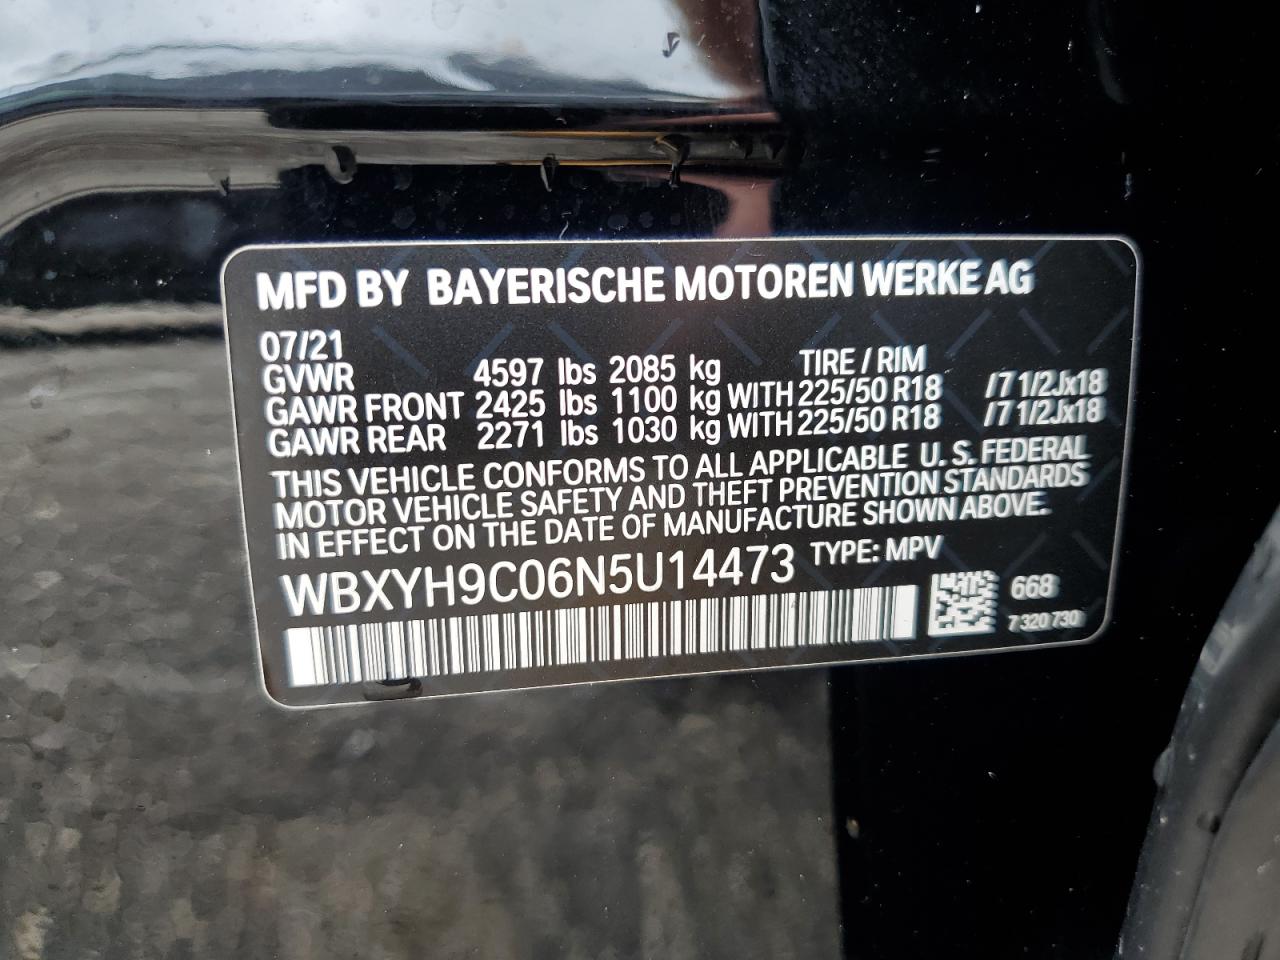 MFD BY BAYERISCHE MOTOREN WERKE AG
07/21
GVWR 4597 lbs 2085 kg TIRE / RIM
GAWR FRONT 2425 lbs 1100 kg WITH 225/50 R18 /7 1/2Jx18
GAWR REAR 2271 lbs 1030 kg WITH 225/50 R18 /7 1/2Jx18
THIS VEHICLE CONFORMS TO ALL APPLICABLE U. S. FEDERAL
MOTOR VEHICLE SAFETY AND THEFT PREVENTION STANDARDS
IN EFFECT ON THE DATE OF MANUFACTURE SHOWN ABOVE.
WBXYH9C06N5U14473 TYPE: MPV
668
7 320 730